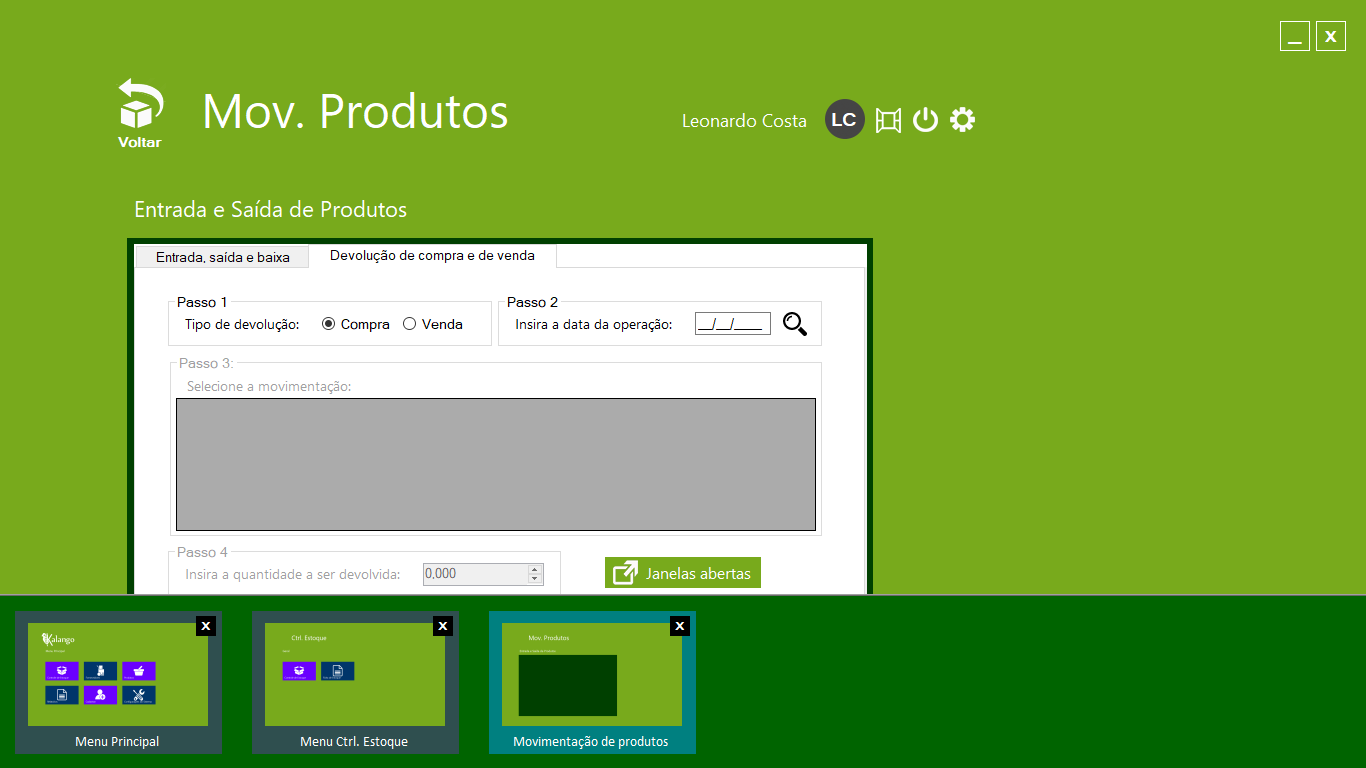 _ X
Voltar
Mov. Produtos
Leonardo Costa LC
Entrada e Saída de Produtos
Entrada, saída e baixa Devolução de compra e de venda
Passo 1 Passo 2
Tipo de devolução: Compra Venda Insira a data da operação: __/__/____
Passo 3:
Selecione a movimentação:
Passo 4
Insira a quantidade a ser devolvida: 0,000 Janelas abertas
X X X
Kalango Ctrl. Estoque Mov. Produtos
Menu Principal Menu Ctrl. Estoque Movimentação de produtos